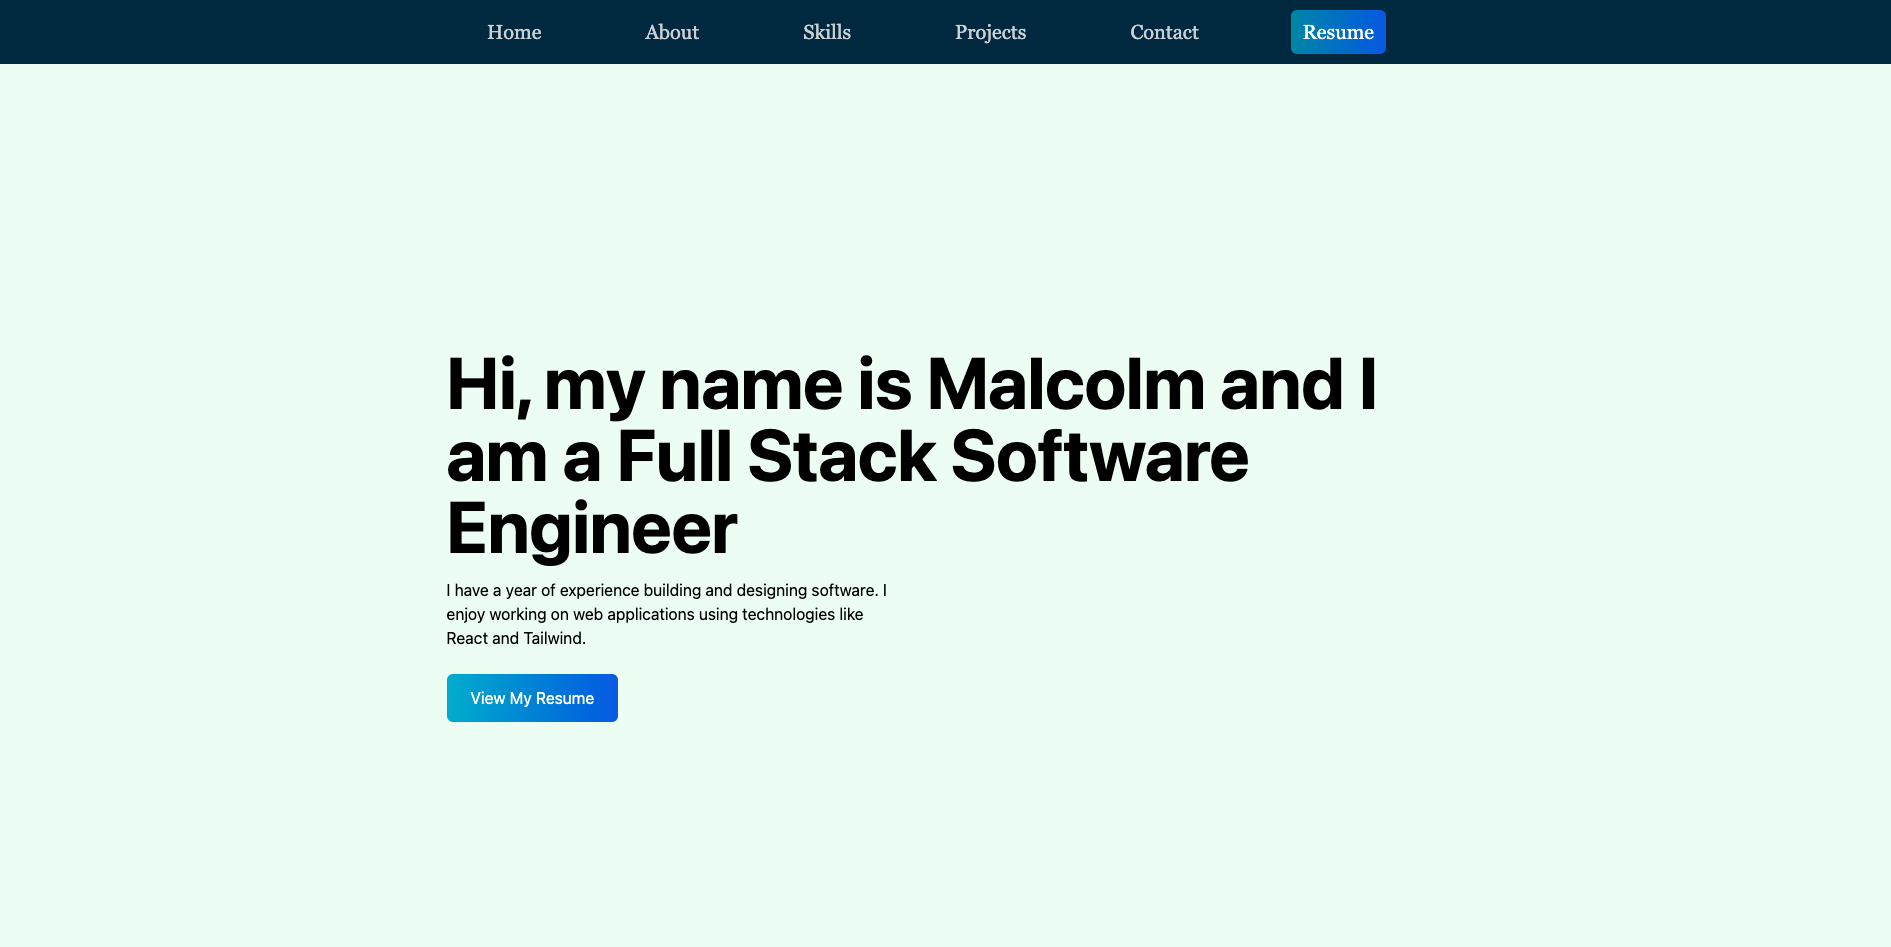 Home About Skills Projects Contact Resume
Hi, my name is Malcolm and I
am a Full Stack Software
Engineer
I have a year of experience building and designing software. I
enjoy working on web applications using technologies like
React and Tailwind.
View My Resume